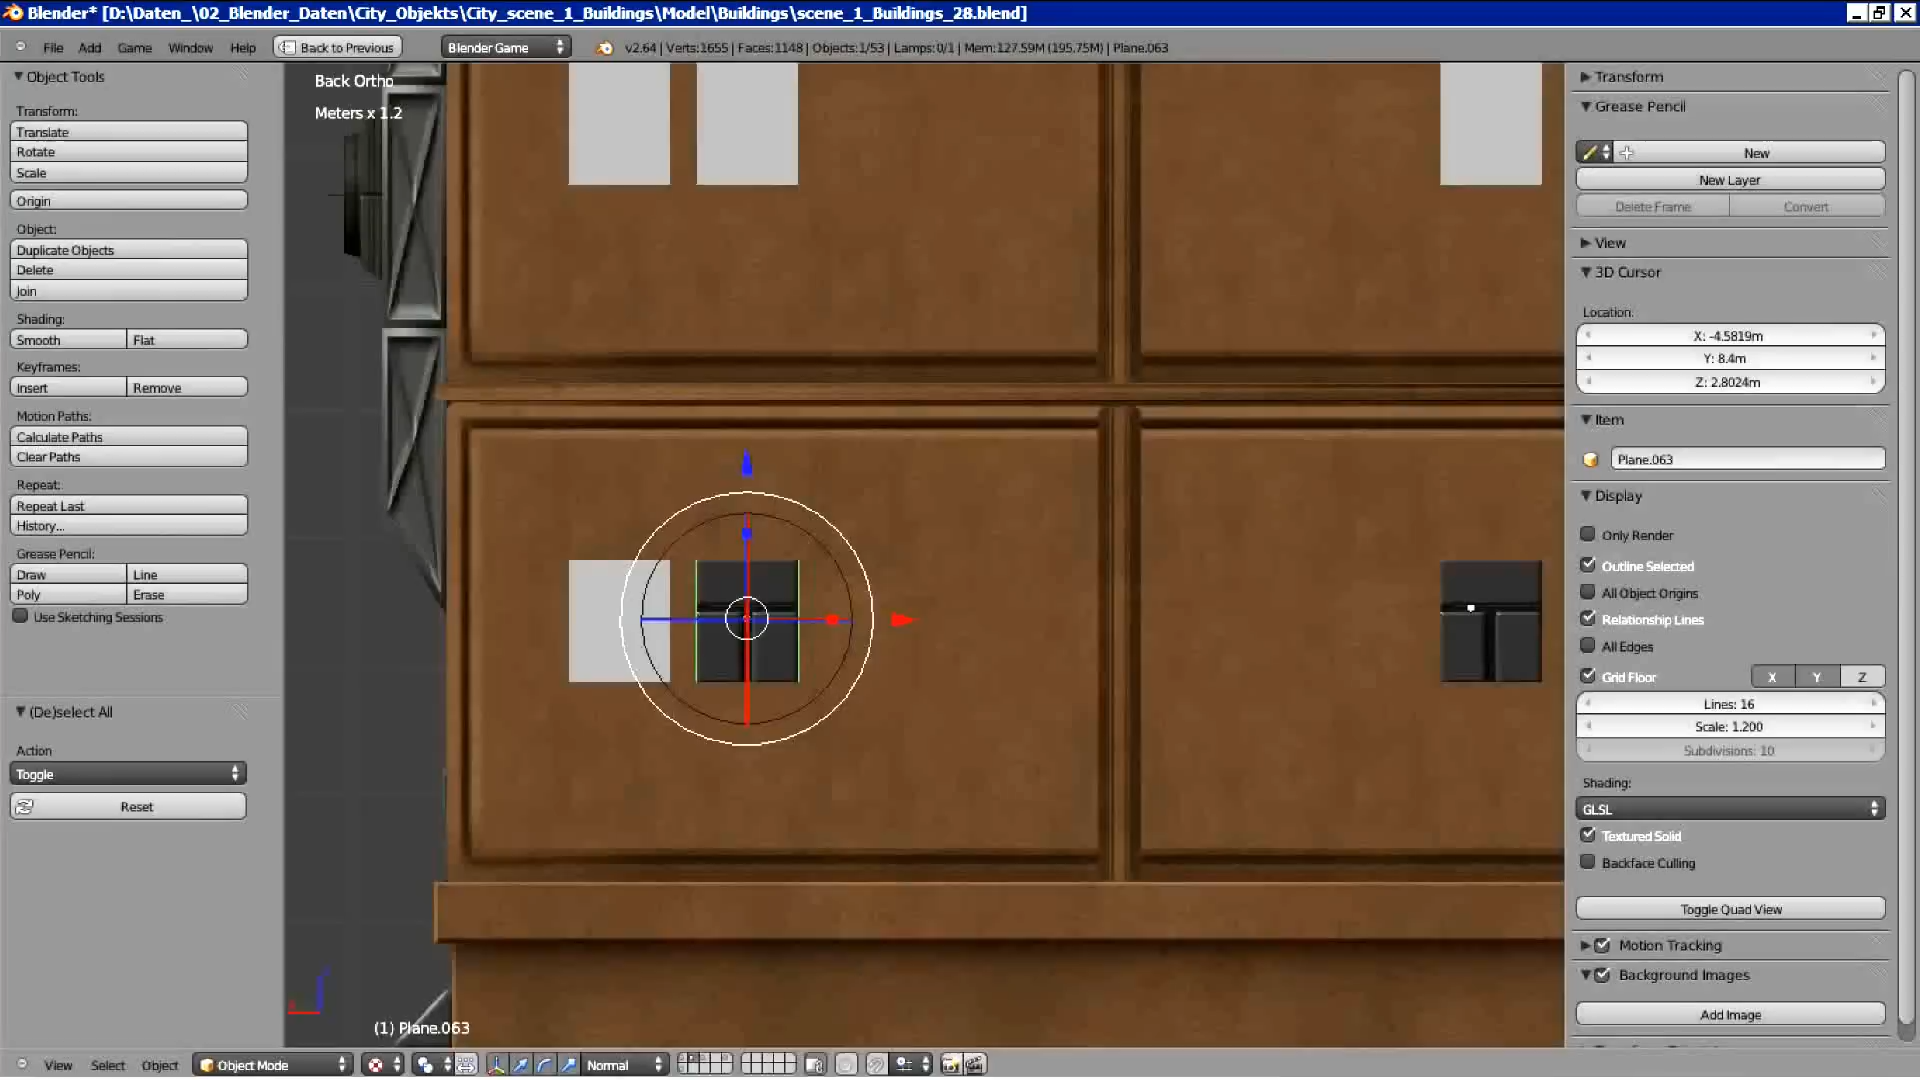 Blender* [D:\Daten_\02_Blender_Daten\City_Objekts\City_scene_1_Buildings\Model\Buildings\scene_1_Buildings_28.blend]
File Add Game Window Help Back to Previous Blender Game v2.64 | Verts:1655 | Faces:1148 | Objects:1/53 | Lamps:0/1 | Mem:127.59M (195.75M) | Plane.063
Object Tools
Transform:
Translate
Rotate
Scale
Origin
Object:
Duplicate Objects
Delete
Join
Shading:
Smooth Flat
Keyframes:
Insert Remove
Motion Paths:
Calculate Paths
Clear Paths
Repeat:
Repeat Last
History...
Grease Pencil:
Draw Line
Poly Erase
Use Sketching Sessions
(De)select All
Action
Toggle
Reset
Back Ortho
Meters x 1.2
(1) Plane.063
Transform
Grease Pencil
New
New Layer
Delete Frame Convert
View
3D Cursor
Location:
X: -4.5819m
Y: 8.4m
Z: 2.8024m
Item
Plane.063
Display
Only Render
Outline Selected
All Object Origins
Relationship Lines
All Edges
Grid Floor X Y Z
Lines: 16
Scale: 1.200
Subdivisions: 10
Shading:
GLSL
Textured Solid
Backface Culling
Toggle Quad View
Motion Tracking
Background Images
Add Image
View Select Object Object Mode Normal